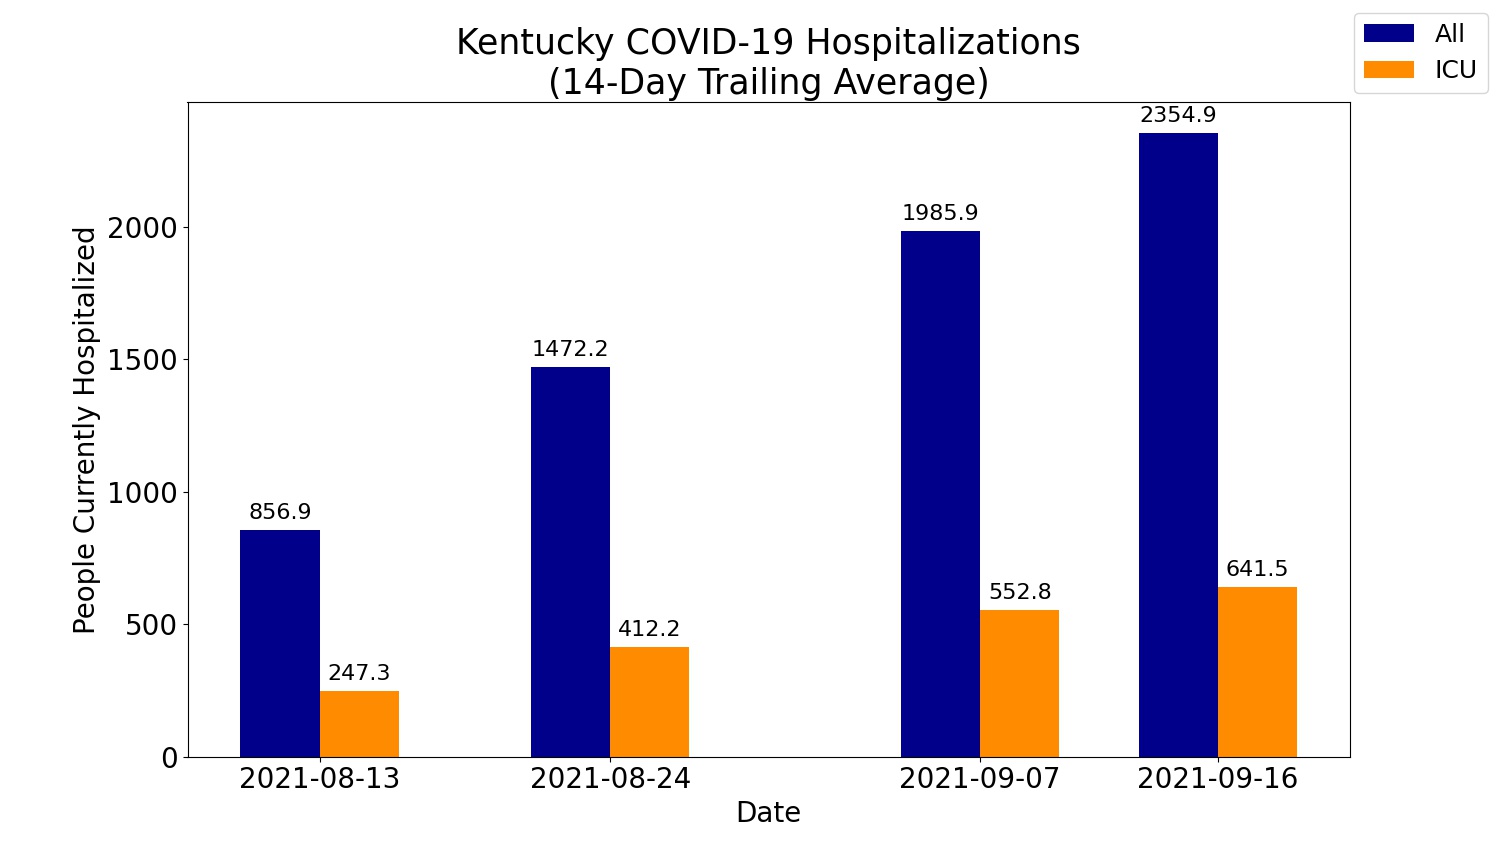 Kentucky COVID-19 Hospitalizations
(14-Day Trailing Average)
All
ICU
People Currently Hospitalized
2000
1500
1000
500
0
856.9
247.3
1472.2
412.2
1985.9
552.8
2354.9
641.5
2021-08-13
2021-08-24
2021-09-07
2021-09-16
Date